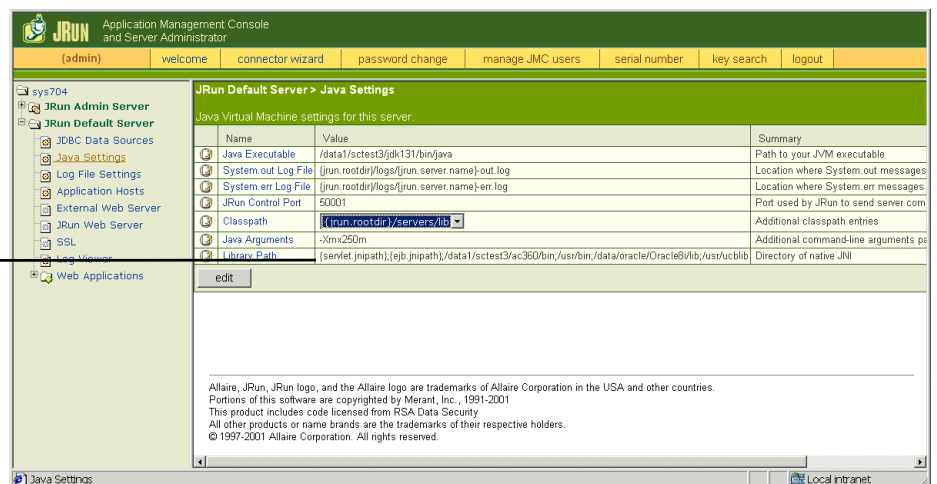 JRUN
Application Management Console
and Server Administrator
(admin) welcome connector wizard password change manage JMC users serial number key search logout
sys704
JRun Admin Server
JRun Default Server
JDBC Data Sources
Java Settings
Log File Settings
Application Hosts
External Web Server
JRun Web Server
SSL
Log Viewer
Web Applications
JRun Default Server > Java Settings
Java Virtual Machine settings for this server.
Name Value Summary
Java Executable /data1/sctest3/jdk131/bin/java Path to your JVM executable
System.out Log File {jrun.rootdir}/logs/{jrun.server.name}-out.log Location where System.out messages
System.err Log File {jrun.rootdir}/logs/{jrun.server.name}-err.log Location where System.err messages
JRun Control Port 50001 Port used by JRun to send server com
Classpath {jrun.rootdir}/servers/lib Additional classpath entries
Java Arguments -Xmx250m Additional command-line arguments pa
Library Path {servlet.jnipath};{ejb.jnipath};/data1/sctest3/ac360/bin;/usr/bin;/data/oracle/Oracle8i/lib;/usr/ucblib Directory of native JNI
edit
Allaire, JRun, JRun logo, and the Allaire logo are trademarks of Allaire Corporation in the USA and other countries.
Portions of this software are copyrighted by Merant, Inc., 1991-2001
This product includes code licensed from RSA Data Security
All other products or name brands are the trademarks of their respective holders.
© 1997-2001 Allaire Corporation. All rights reserved.
Java Settings Local intranet